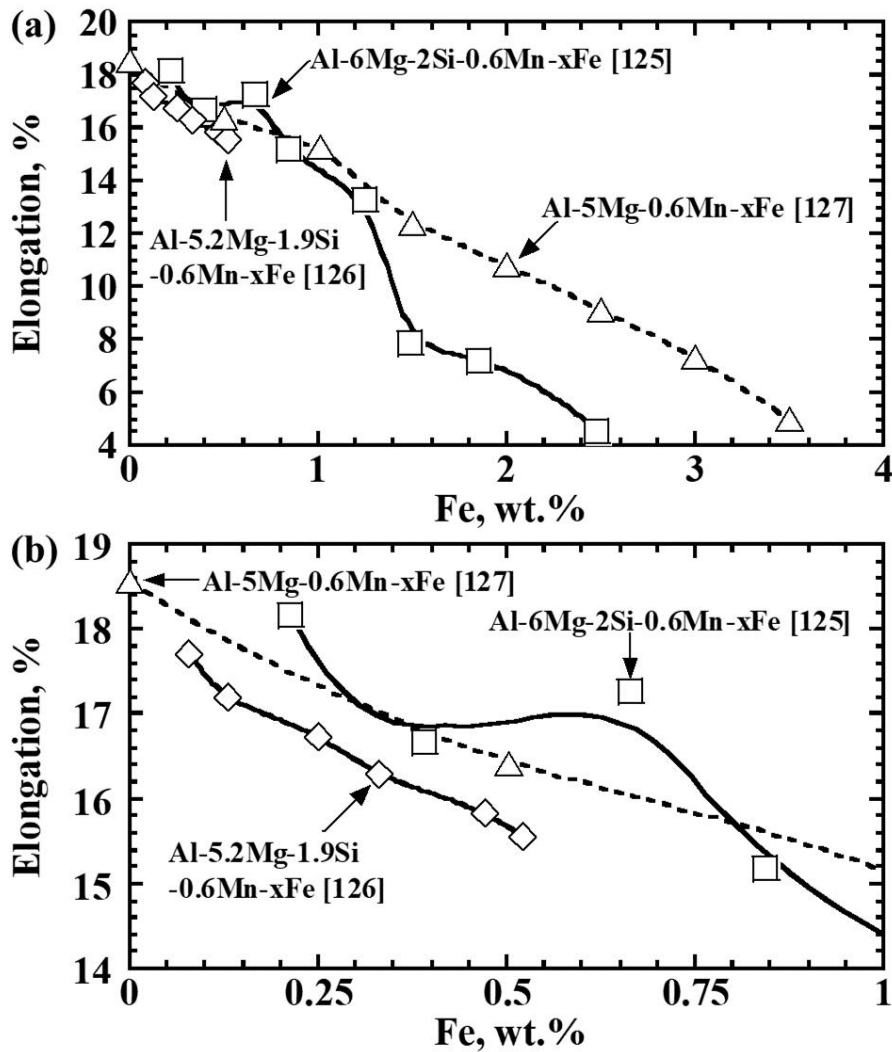 (a)
20
18
16
14
12
10
8
6
4
Elongation, %
Al-6Mg-2Si-0.6Mn-xFe [125]
Al-5Mg-0.6Mn-xFe [127]
Al-5.2Mg-1.9Si
-0.6Mn-xFe [126]
0 1 2 3 4
Fe, wt.%
(b)
19
18
17
16
15
14
Elongation, %
Al-5Mg-0.6Mn-xFe [127]
Al-6Mg-2Si-0.6Mn-xFe [125]
Al-5.2Mg-1.9Si
-0.6Mn-xFe [126]
0 0.25 0.5 0.75 1
Fe, wt.%